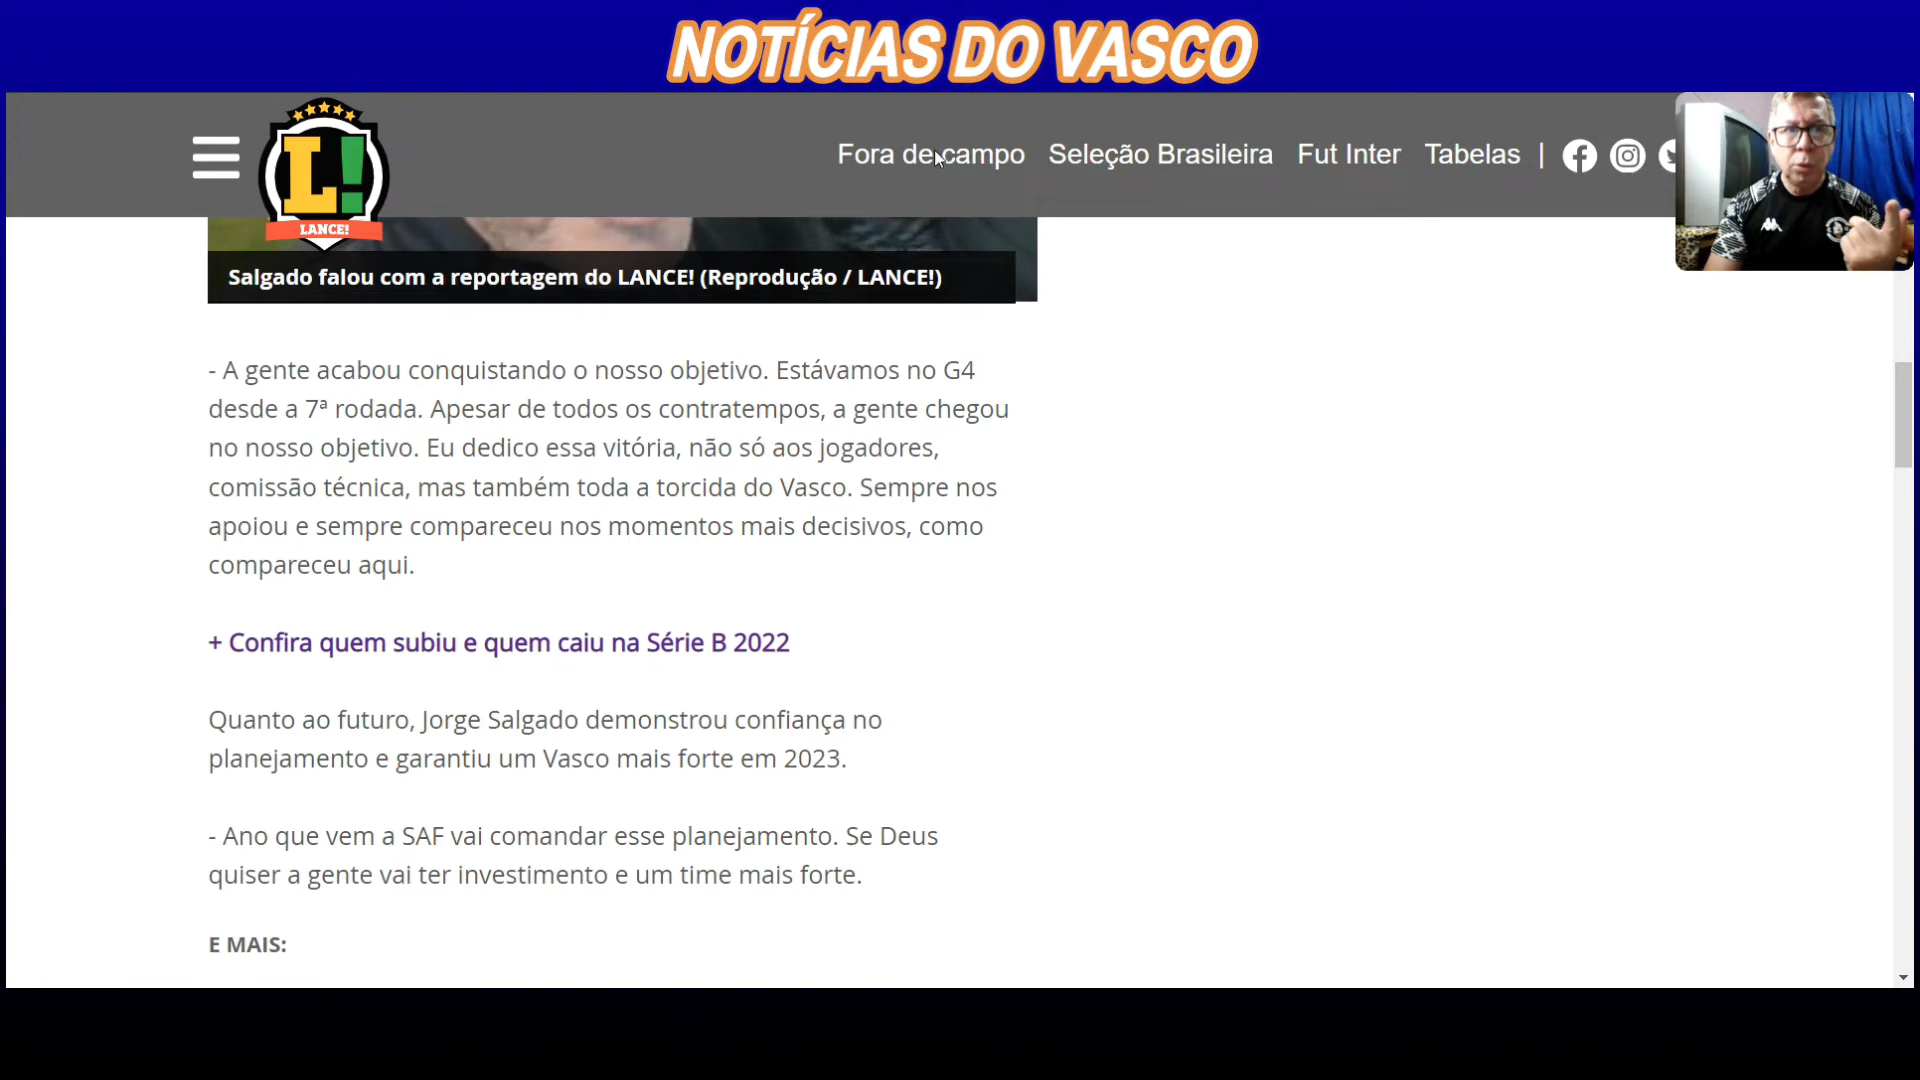 NOTÍCIAS DO VASCO
L!
LANCE!
Fora de campo Seleção Brasileira Fut Inter Tabelas |
Salgado falou com a reportagem do LANCE! (Reprodução / LANCE!)
- A gente acabou conquistando o nosso objetivo. Estávamos no G4
desde a 7ª rodada. Apesar de todos os contratempos, a gente chegou
no nosso objetivo. Eu dedico essa vitória, não só aos jogadores,
comissão técnica, mas também toda a torcida do Vasco. Sempre nos
apoiou e sempre compareceu nos momentos mais decisivos, como
compareceu aqui.
+ Confira quem subiu e quem caiu na Série B 2022
Quanto ao futuro, Jorge Salgado demonstrou confiança no
planejamento e garantiu um Vasco mais forte em 2023.
- Ano que vem a SAF vai comandar esse planejamento. Se Deus
quiser a gente vai ter investimento e um time mais forte.
E MAIS: